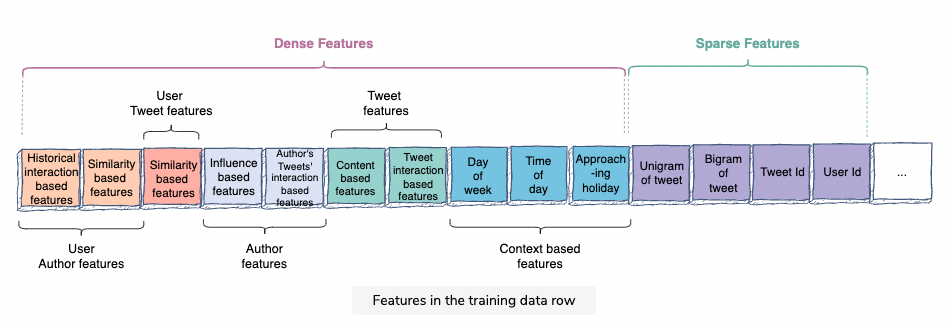 Dense Features
Sparse Features
User
Tweet features
Tweet
features
Historical
interaction
based
features
Similarity
based
features
Similarity
based
features
Influence
based
features
Author's
Tweets'
interaction
based
features
Content
based
features
Tweet
interaction
based
features
Day
of
week
Time
of
day
Approach
-ing
holiday
Unigram
of tweet
Bigram
of
tweet
Tweet Id
User Id
...
User
Author features
Author
features
Context based
features
Features in the training data row